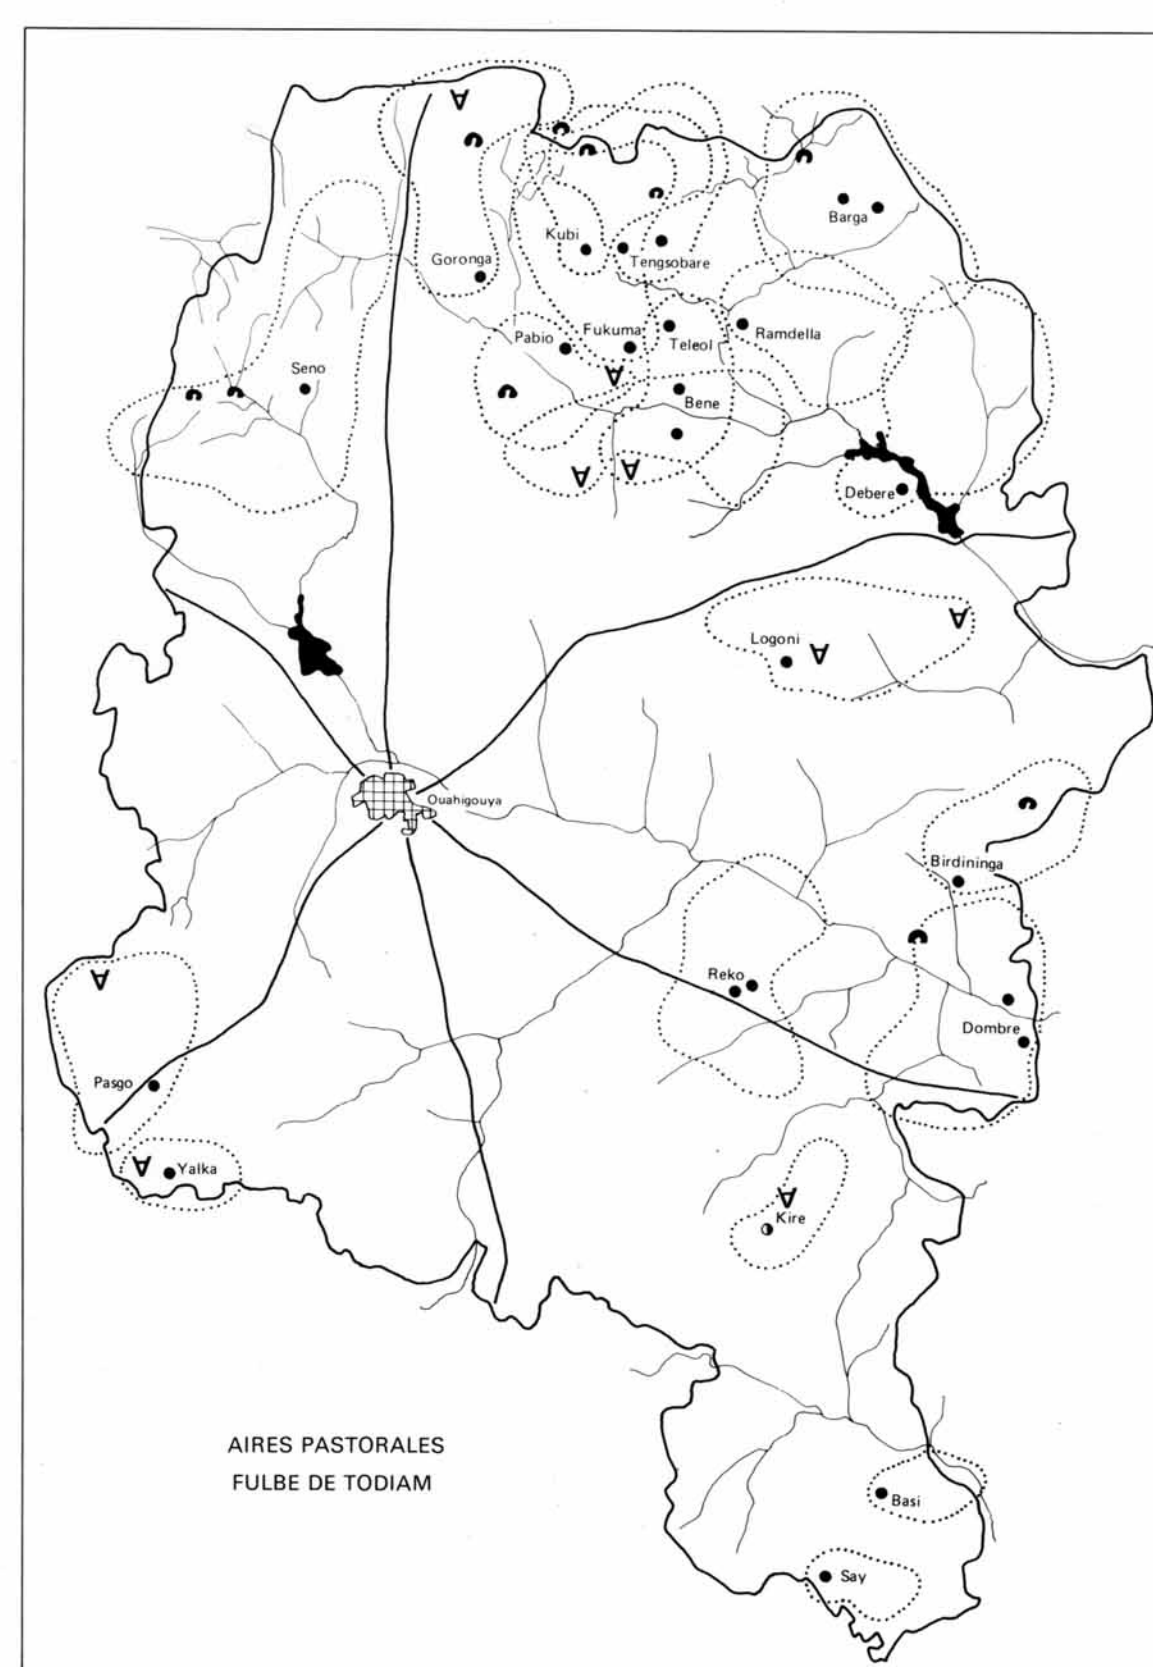 Barga
Kubi
Goronga
Tengsobare
Pabio
Fukuma
Teleol
Ramdella
Seno
Bene
Debere
Logoni
Ouahigouya
Birdininga
Reko
Dombre
Pasgo
Yalka
Kire
AIRES PASTORALES
FULBE DE TODIAM
Basi
Say